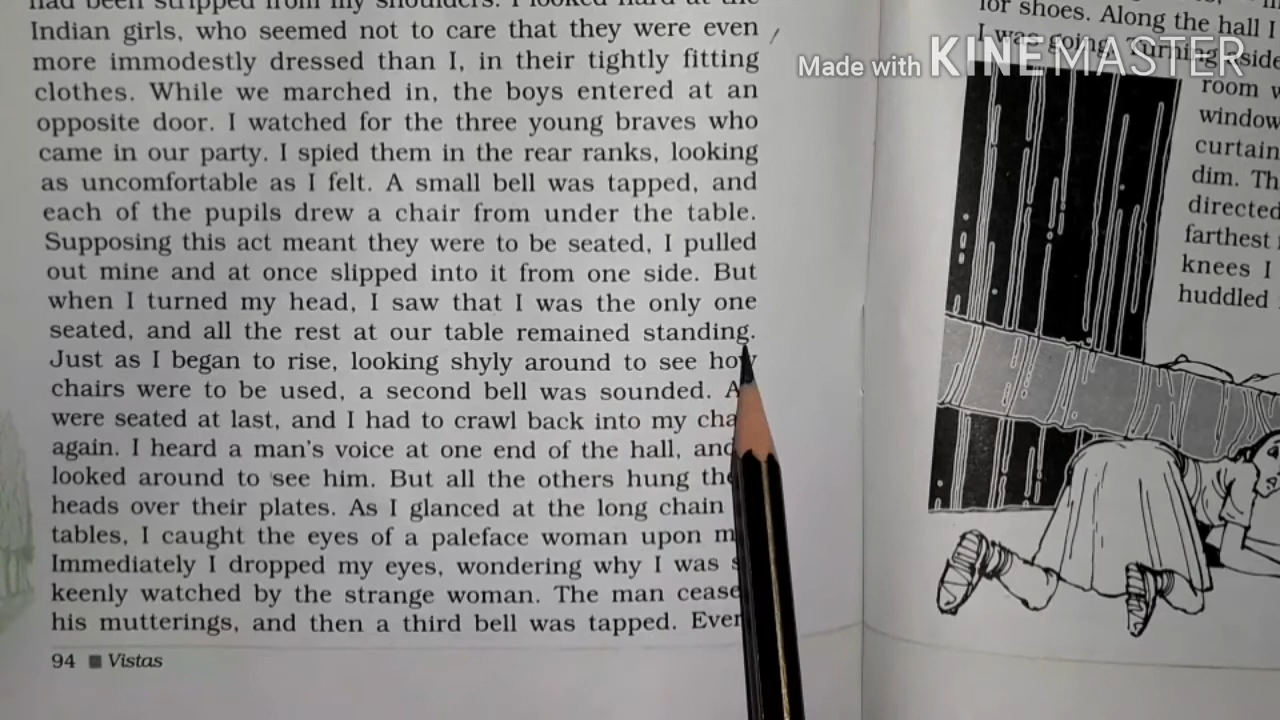 had been stripped from my shoulders. I looked hard at the
Indian girls, who seemed not to care that they were even
more immodestly dressed than I, in their tightly fitting
clothes. While we marched in, the boys entered at an
opposite door. I watched for the three young braves who
came in our party. I spied them in the rear ranks, looking
as uncomfortable as I felt. A small bell was tapped, and
each of the pupils drew a chair from under the table.
Supposing this act meant they were to be seated, I pulled
out mine and at once slipped into it from one side. But
when I turned my head, I saw that I was the only one
seated, and all the rest at our table remained standing.
Just as I began to rise, looking shyly around to see how
chairs were to be used, a second bell was sounded.
were seated at last, and I had to crawl back into my
again. I heard a man's voice at one end of the hall, and
looked around to see him. But all the others hung
heads over their plates. As I glanced at the long chain
tables, I caught the eyes of a paleface woman upon
Immediately I dropped my eyes, wondering why I was
keenly watched by the strange woman. The man
his mutterings, and then a third bell was tapped.
94 ■ Vistas
for shoes. Along the hall I
I was going. Turning
room
window
curtain
dim.
directed
farthest
knees I
huddled
Made with KINEMASTER